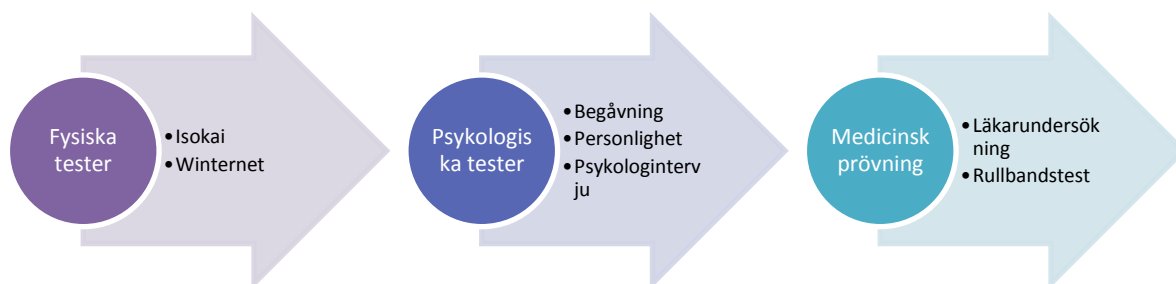 Fysiska
tester
• Isokai
• Winternet
Psykologis
ka tester
• Begåvning
• Personlighet
• Psykologinterv
ju
Medicinsk
prövning
• Läkarundersök
ning
• Rullbandstest